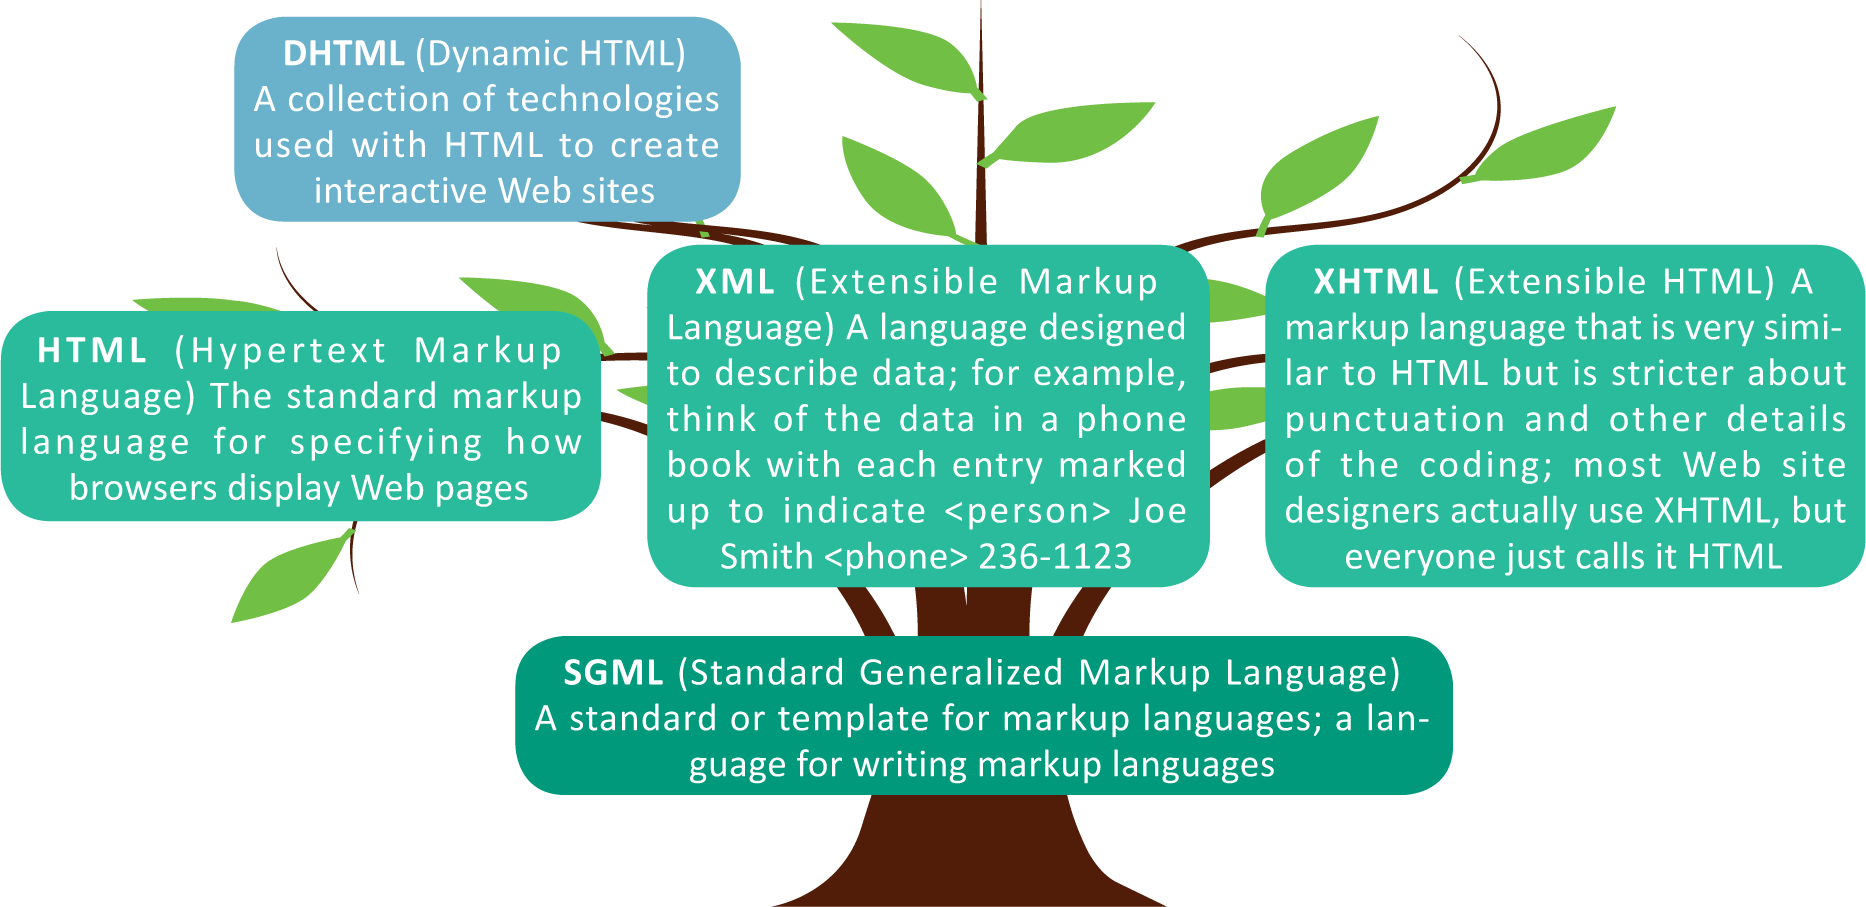 DHTML (Dynamic HTML)
A collection of technologies
used with HTML to create
interactive Web sites
HTML (Hypertext Markup
Language) The standard markup
language for specifying how
browsers display Web pages
XML (Extensible Markup
Language) A language designed
to describe data; for example,
think of the data in a phone
book with each entry marked
up to indicate <person> Joe
Smith <phone> 236-1123
XHTML (Extensible HTML) A
markup language that is very simi-
lar to HTML but is stricter about
punctuation and other details
of the coding; most Web site
designers actually use XHTML, but
everyone just calls it HTML
SGML (Standard Generalized Markup Language)
A standard or template for markup languages; a lan-
guage for writing markup languages